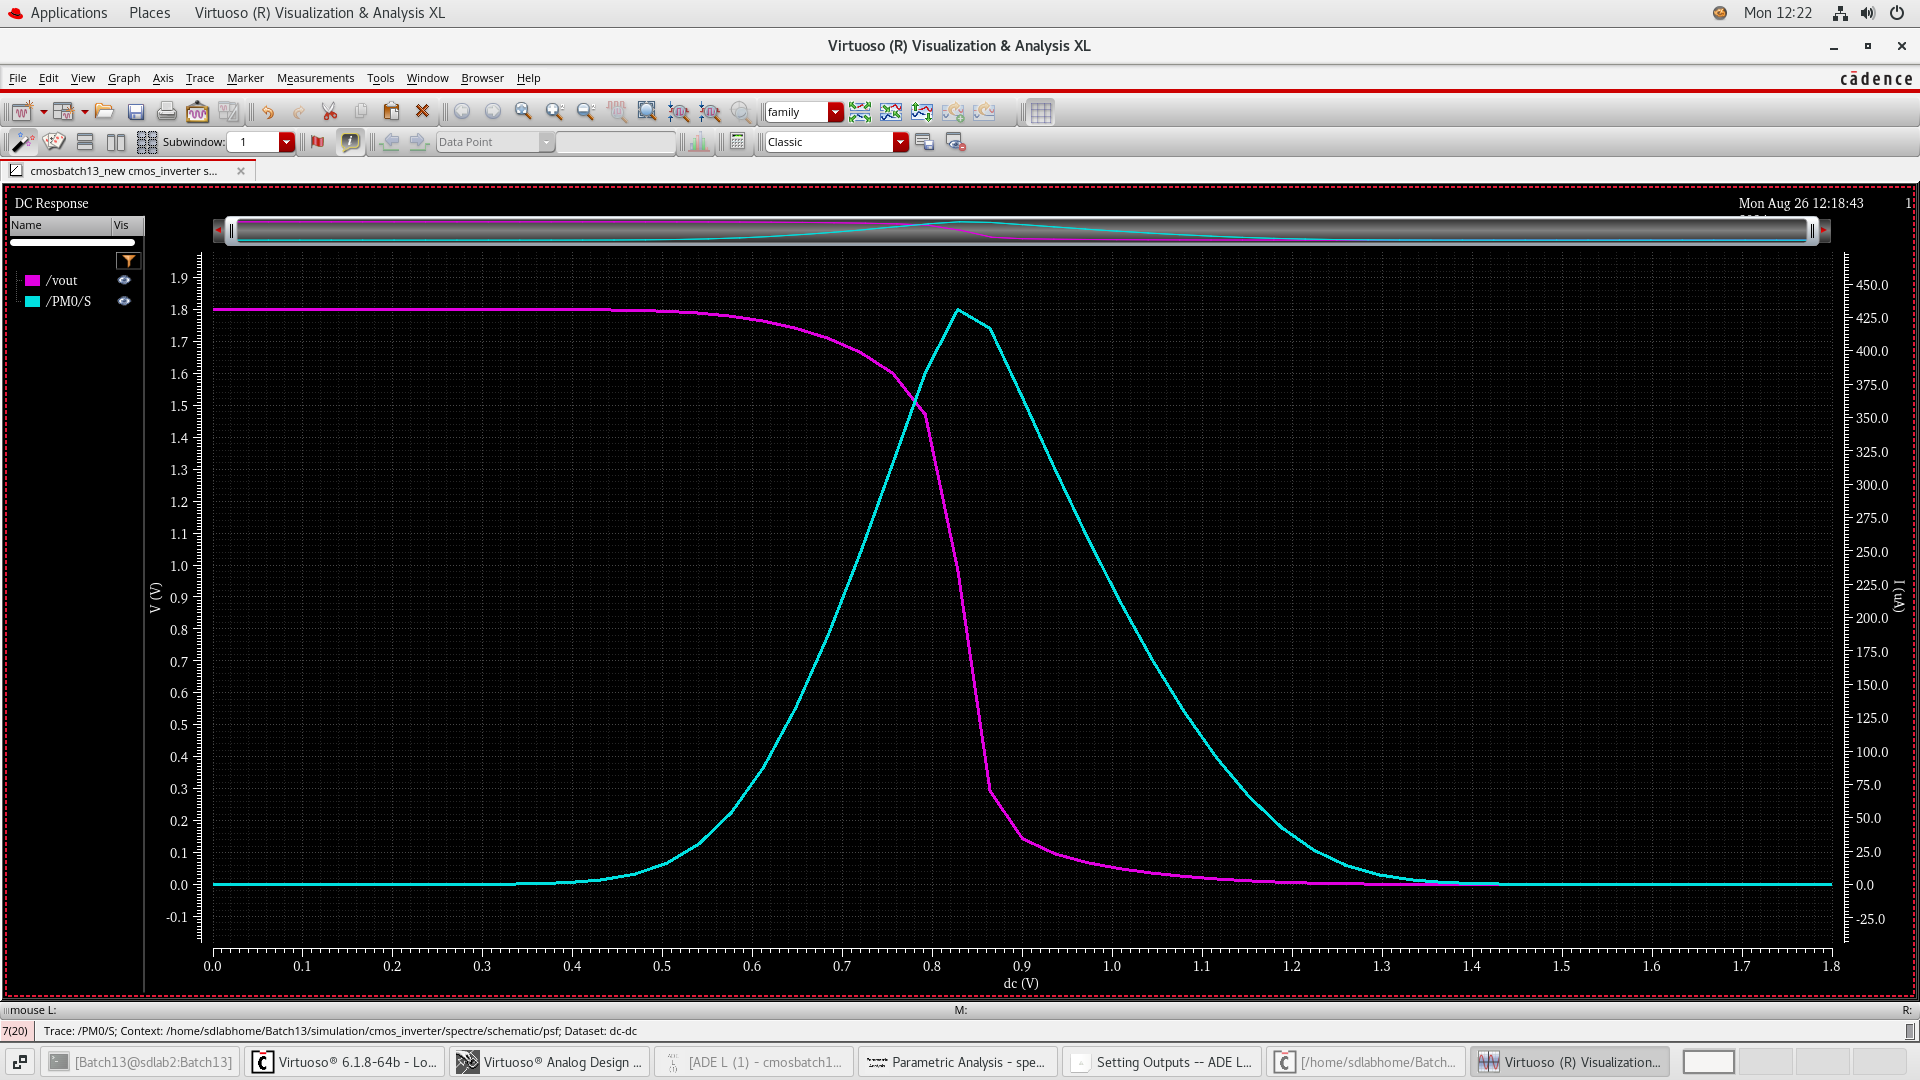 Applications Places Virtuoso (R) Visualization & Analysis XL Mon 12:22
Virtuoso (R) Visualization & Analysis XL
File Edit View Graph Axis Trace Marker Measurements Tools Window Browser Help cādence
family
Subwindow: 1 Data Point Classic
cmosbatch13_new cmos_inverter s...
DC Response Mon Aug 26 12:18:43 1
Name Vis
/vout
/PM0/S
1.9
1.8
1.7
1.6
1.5
1.4
1.3
1.2
1.1
1.0
0.9
0.8
0.7
0.6
0.5
0.4
0.3
0.2
0.1
0.0
-0.1
V (V)
450.0
425.0
400.0
375.0
350.0
325.0
300.0
275.0
250.0
225.0
200.0
175.0
150.0
125.0
100.0
75.0
50.0
25.0
0.0
-25.0
I (uA)
0.0 0.1 0.2 0.3 0.4 0.5 0.6 0.7 0.8 0.9 1.0 1.1 1.2 1.3 1.4 1.5 1.6 1.7 1.8
dc (V)
mouse L: M: R:
7(20) Trace: /PM0/S; Context: /home/sdlabhome/Batch13/simulation/cmos_inverter/spectre/schematic/psf; Dataset: dc-dc
[Batch13@sdlab2:Batch13] Virtuoso® 6.1.8-64b - Lo... Virtuoso® Analog Design ... [ADE L (1) - cmosbatch1... Parametric Analysis - spe... Setting Outputs -- ADE L... [/home/sdlabhome/Batch... Virtuoso (R) Visualization...